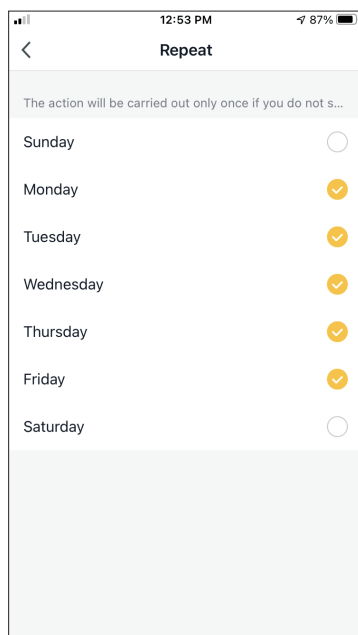 12:53 PM
87%
Repeat
The action will be carried out only once if you do not s...
Sunday
Monday
Tuesday
Wednesday
Thursday
Friday
Saturday